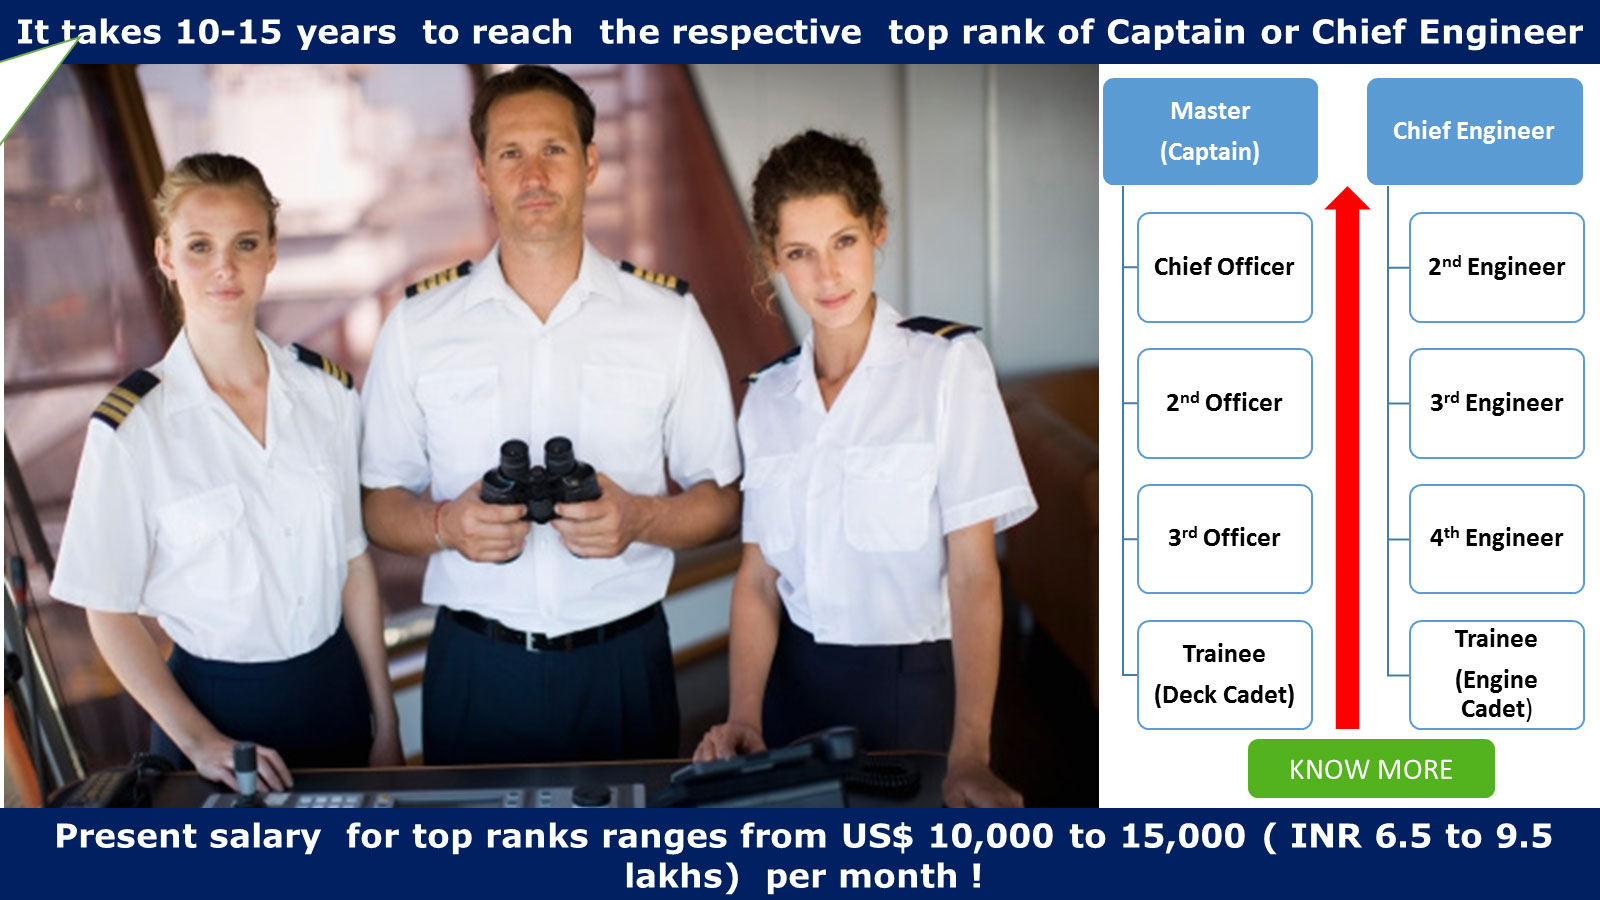 It takes 10-15 years to reach the respective top rank of Captain or Chief Engineer
Master
(Captain)
Chief Officer
2nd Officer
3rd Officer
Trainee
(Deck Cadet)
Chief Engineer
2nd Engineer
3rd Engineer
4th Engineer
Trainee
(Engine
Cadet)
KNOW MORE
Present salary for top ranks ranges from US$ 10,000 to 15,000 ( INR 6.5 to 9.5
lakhs) per month !